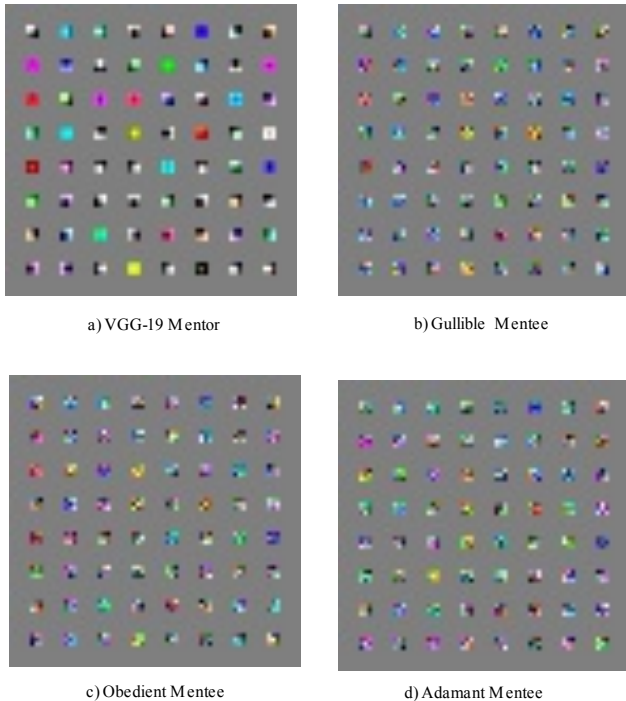 a) VGG-19 Mentor
b) Gullible Mentee
c) Obedient Mentee
d) Adamant Mentee